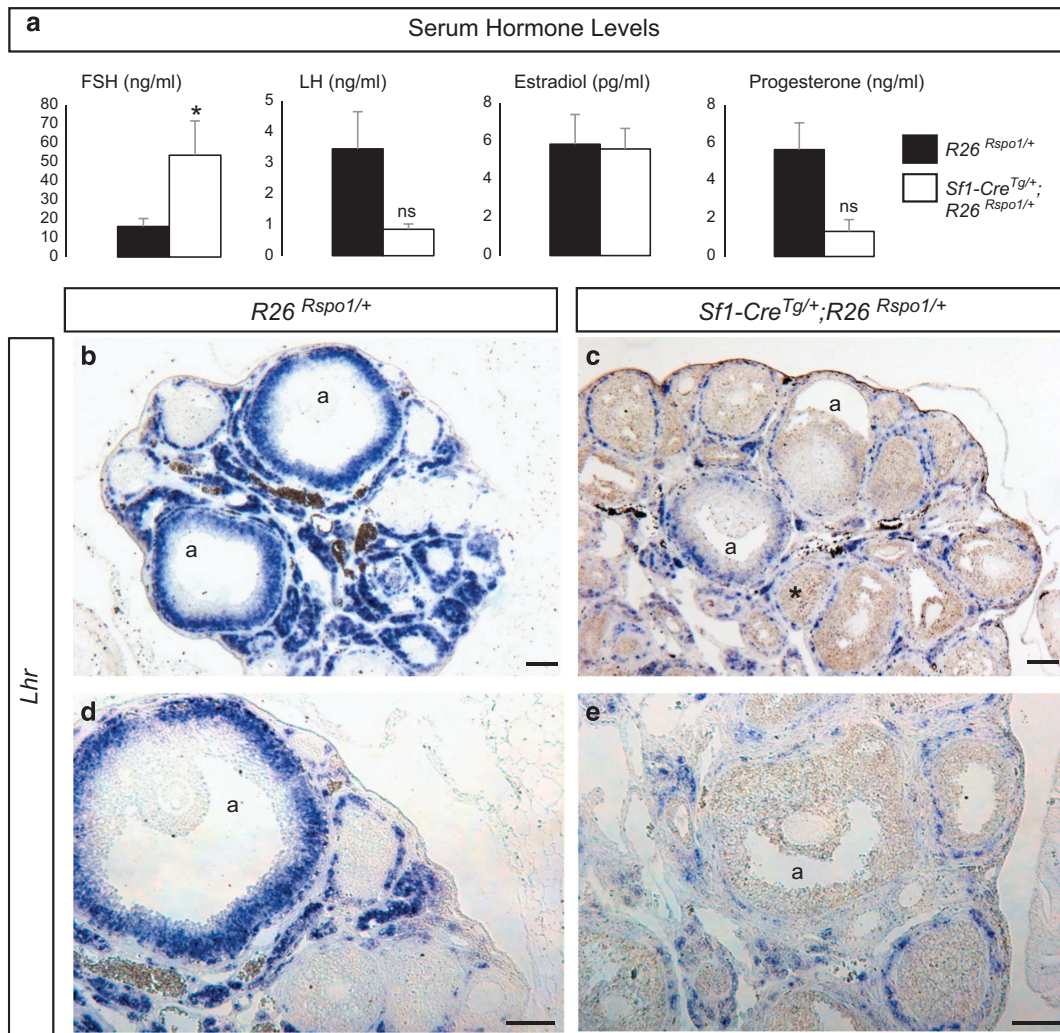 a
Serum Hormone Levels
FSH (ng/ml)
80
70
60
50
40
30
20
10
0
*
LH (ng/ml)
5
4
3
2
1
0
ns
Estradiol (pg/ml)
8
6
4
2
0
Progesterone (ng/ml)
8
6
4
2
0
ns
R26 Rspo1/+
Sf1-CreTg/+;
R26 Rspo1/+
R26 Rspo1/+
Sf1-CreTg/+;R26 Rspo1/+
Lhr
b
a
a
c
a
a
*
d
a
e
a